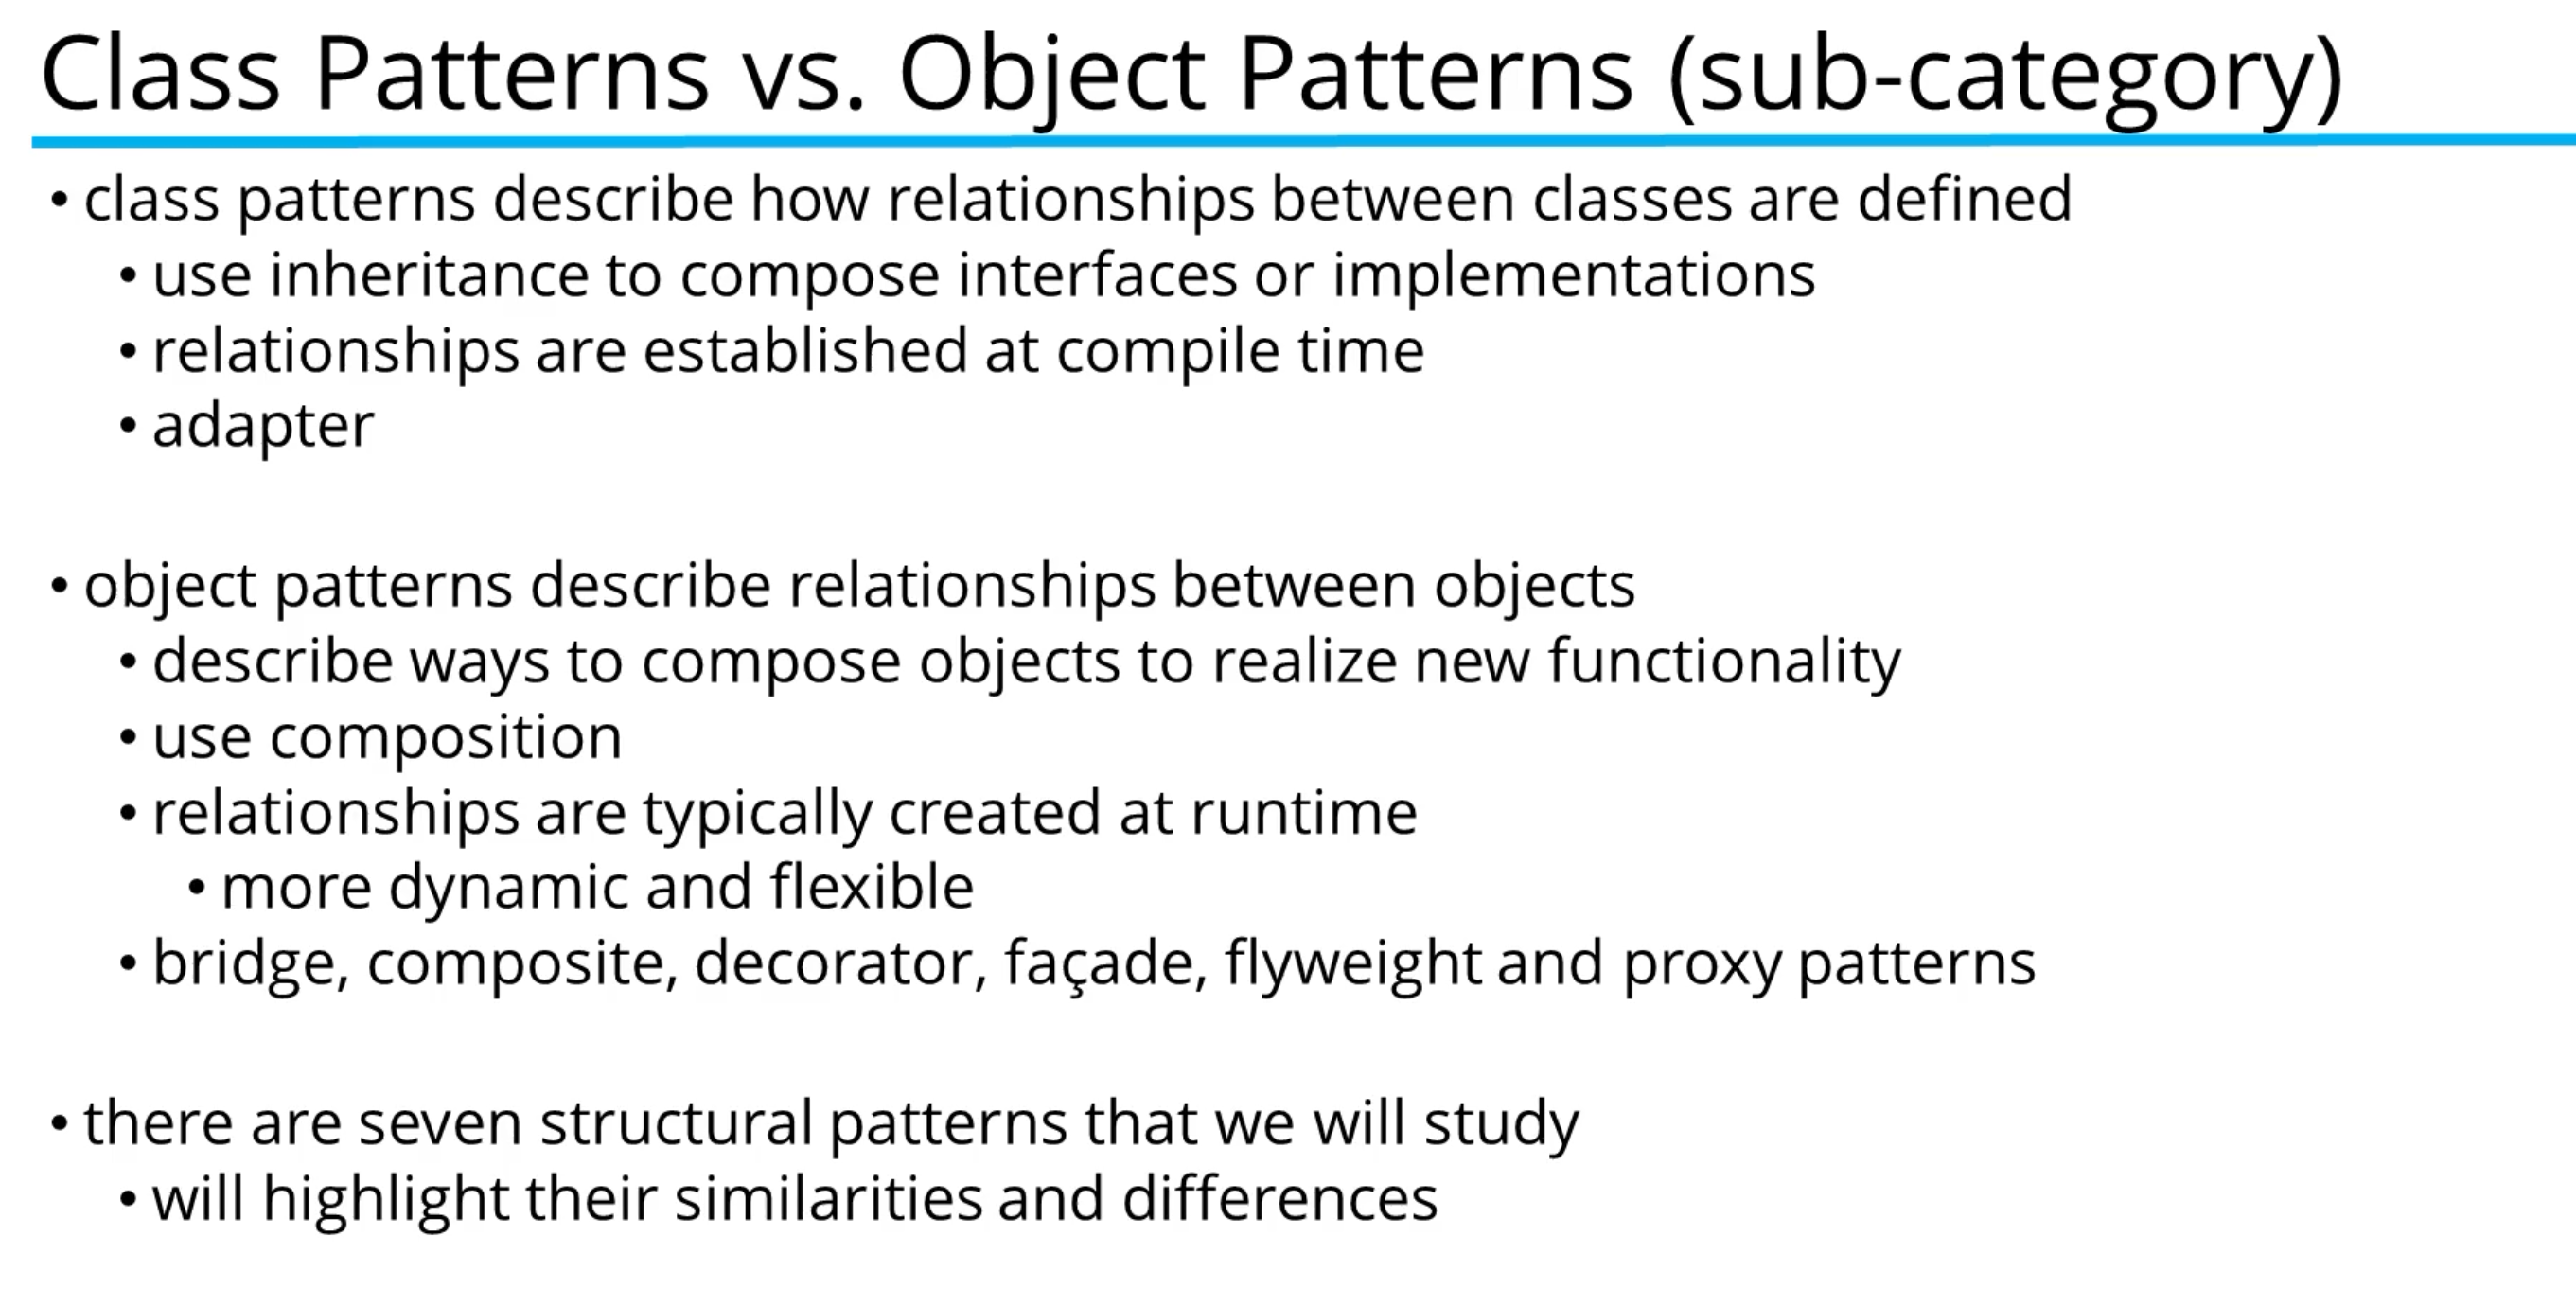 Class Patterns vs. Object Patterns (sub-category)
• class patterns describe how relationships between classes are defined
• use inheritance to compose interfaces or implementations
• relationships are established at compile time
• adapter
• object patterns describe relationships between objects
• describe ways to compose objects to realize new functionality
• use composition
• relationships are typically created at runtime
• more dynamic and flexible
• bridge, composite, decorator, façade, flyweight and proxy patterns
• there are seven structural patterns that we will study
• will highlight their similarities and differences